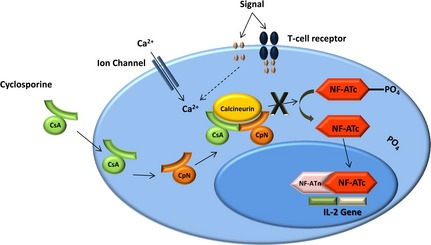 Signal
Ca²⁺
T-cell receptor
Ion Channel
Cyclosporine
Ca²⁺
Calcineurin
NF-ATc
PO₄
CsA
CsA
CpN
NF-ATc
CsA
CpN
PO₄
NF-ATn
NF-ATc
IL-2 Gene